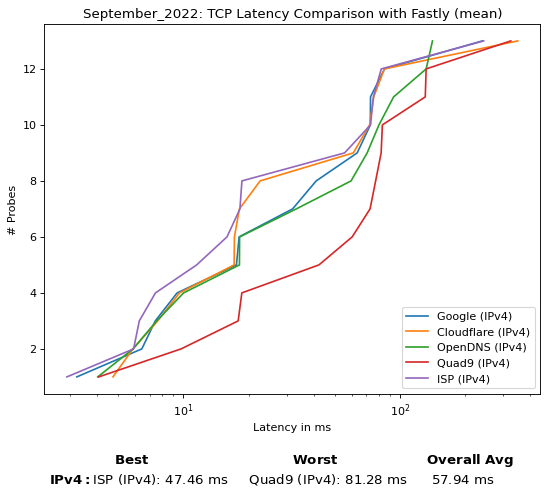 September_2022: TCP Latency Comparison with Fastly (mean)
12
10
8
6
4
2
# Probes
Google (IPv4)
Cloudflare (IPv4)
OpenDNS (IPv4)
Quad9 (IPv4)
ISP (IPv4)
10¹ 10²
Latency in ms
Best Worst Overall Avg
IPv4: ISP (IPv4): 47.46 ms Quad9 (IPv4): 81.28 ms 57.94 ms